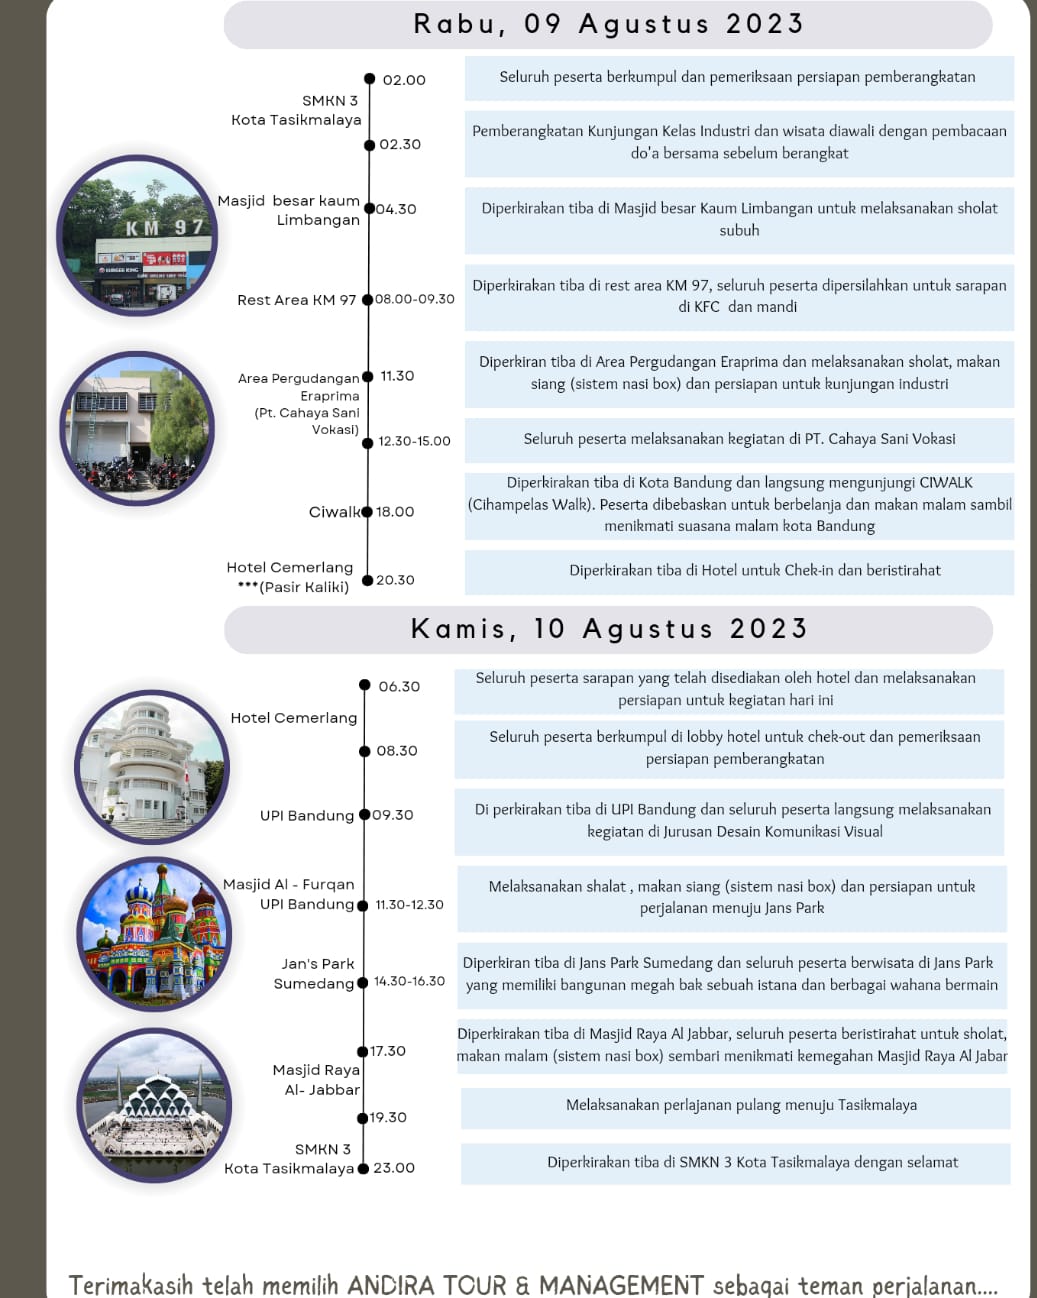 Rabu, 09 Agustus 2023
02.00
Seluruh peserta berkumpul dan pemeriksaan persiapan pemberangkatan
SMKN 3
Kota Tasikmalaya
02.30
Pemberangkatan Kunjungan Kelas Industri dan wisata diawali dengan pembacaan
do'a bersama sebelum berangkat
KM 97
BURGER KING
Masjid besar kaum
Limbangan
04.30
Diperkirakan tiba di Masjid besar Kaum Limbangan untuk melaksanakan sholat
subuh
Rest Area KM 97
08.00-09.30
Diperkirakan tiba di rest area KM 97, seluruh peserta dipersilahkan untuk sarapan
di KFC dan mandi
Area Pergudangan
Eraprima
(Pt. Cahaya Sani
Vokasi)
11.30
Diperkiran tiba di Area Pergudangan Eraprima dan melaksanakan sholat, makan
siang (sistem nasi box) dan persiapan untuk kunjungan industri
12.30-15.00
Seluruh peserta melaksanakan kegiatan di PT. Cahaya Sani Vokasi
Ciwalk
18.00
Diperkirakan tiba di Kota Bandung dan langsung mengunjungi CIWALK
(Cihampelas Walk). Peserta dibebaskan untuk berbelanja dan makan malam sambil
menikmati suasana malam kota Bandung
Hotel Cemerlang
***(Pasir Kaliki)
20.30
Diperkirakan tiba di Hotel untuk Chek-in dan beristirahat
Kamis, 10 Agustus 2023
06.30
Seluruh peserta sarapan yang telah disediakan oleh hotel dan melaksanakan
persiapan untuk kegiatan hari ini
Hotel Cemerlang
08.30
Seluruh peserta berkumpul di lobby hotel untuk chek-out dan pemeriksaan
persiapan pemberangkatan
UPI Bandung
09.30
Di perkirakan tiba di UPI Bandung dan seluruh peserta langsung melaksanakan
kegiatan di Jurusan Desain Komunikasi Visual
Masjid Al - Furqan
UPI Bandung
11.30-12.30
Melaksanakan shalat , makan siang (sistem nasi box) dan persiapan untuk
perjalanan menuju Jans Park
Jan's Park
Sumedang
14.30-16.30
Diperkiran tiba di Jans Park Sumedang dan seluruh peserta berwisata di Jans Park
yang memiliki bangunan megah bak sebuah istana dan berbagai wahana bermain
17.30
Diperkirakan tiba di Masjid Raya Al Jabbar, seluruh peserta beristirahat untuk sholat,
makan malam (sistem nasi box) sembari menikmati kemegahan Masjid Raya Al Jabar
Masjid Raya
Al- Jabbar
19.30
Melaksanakan perlajanan pulang menuju Tasikmalaya
SMKN 3
Kota Tasikmalaya
23.00
Diperkirakan tiba di SMKN 3 Kota Tasikmalaya dengan selamat
Terimakasih telah memilih ANDIRA TOUR & MANAGEMENT sebagai teman perjalanan....